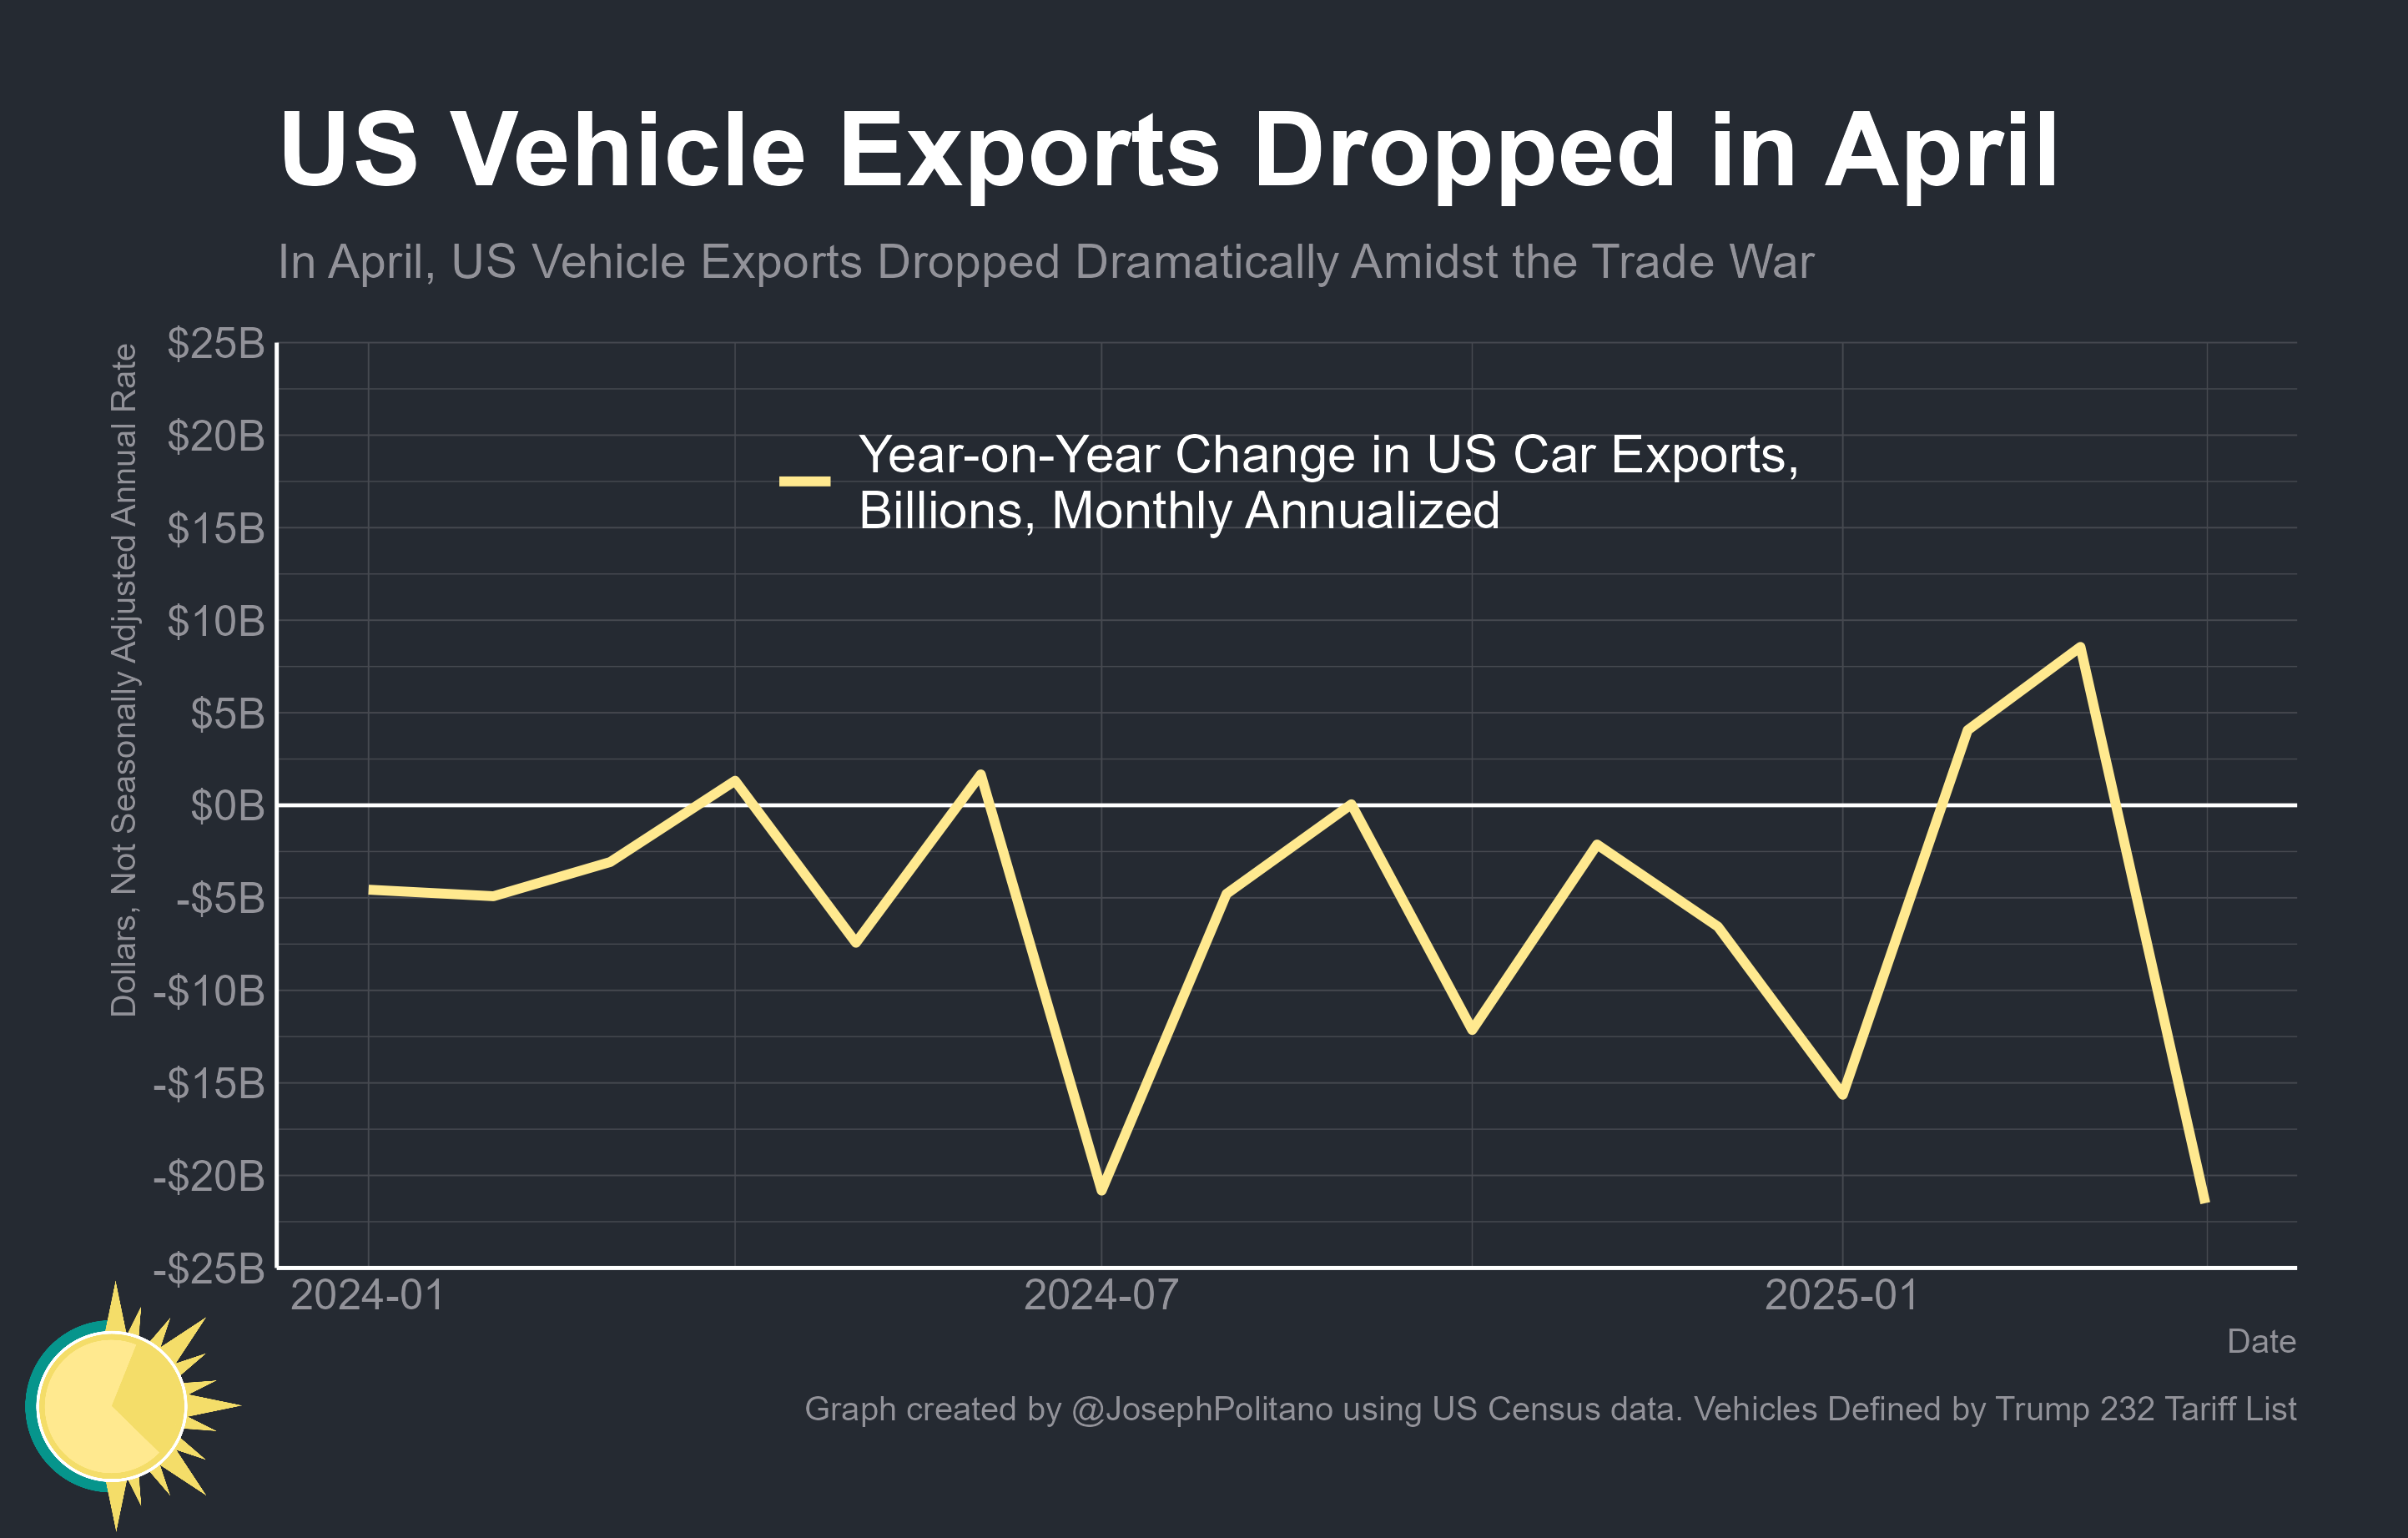 US Vehicle Exports Dropped in April
In April, US Vehicle Exports Dropped Dramatically Amidst the Trade War
Dollars, Not Seasonally Adjusted Annual Rate
$25B
$20B
$15B
$10B
$5B
$0B
-$5B
-$10B
-$15B
-$20B
-$25B
Year-on-Year Change in US Car Exports,
Billions, Monthly Annualized
2024-01
2024-07
2025-01
Date
Graph created by @JosephPolitano using US Census data. Vehicles Defined by Trump 232 Tariff List